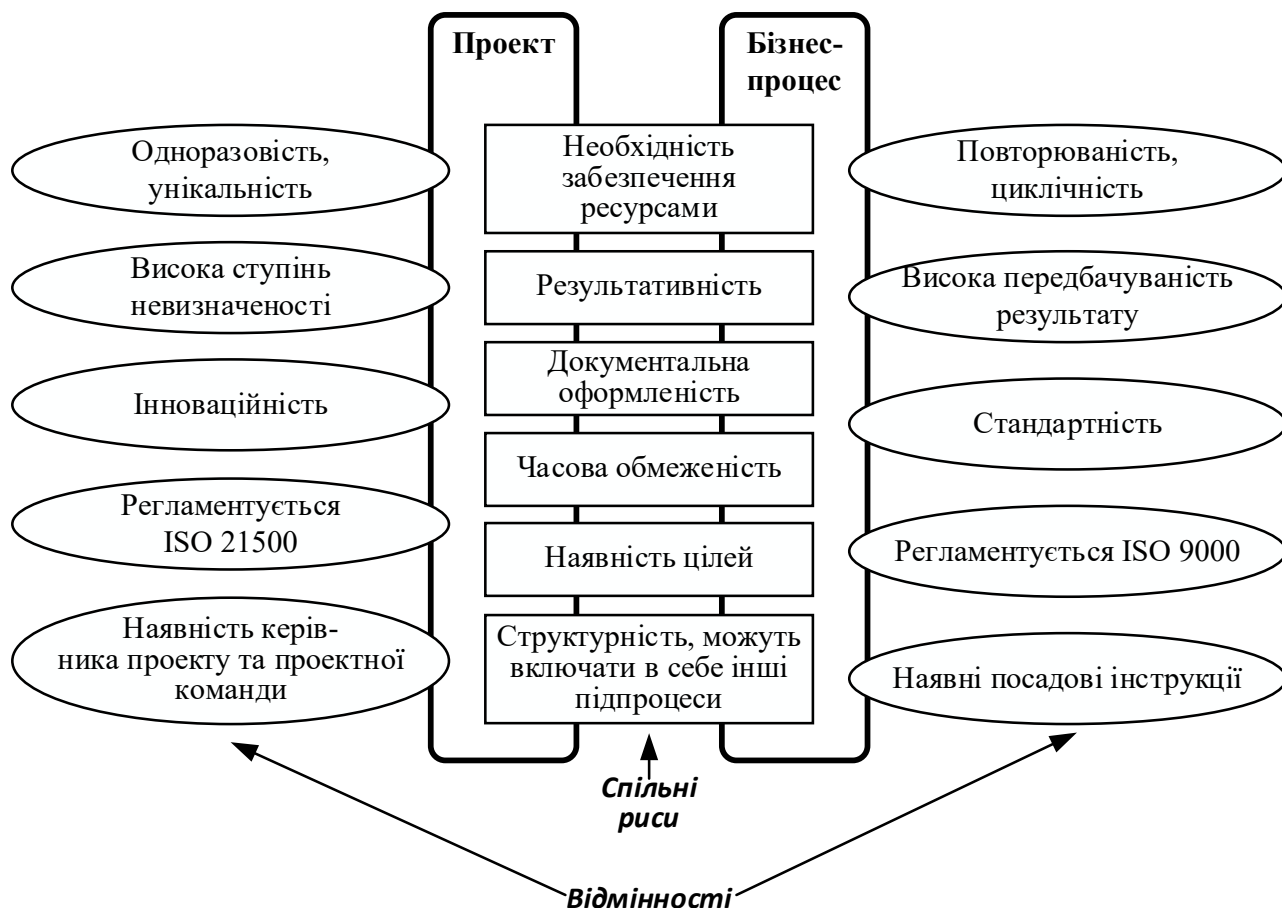 Проект
Бізнес-
процес
Одноразовість,
унікальність
Висока ступінь
невизначеності
Інноваційність
Регламентується
ISO 21500
Наявність керів-
ника проекту та проектної
команди
Необхідність
забезпечення
ресурсами
Результативність
Документальна
оформленість
Часова обмеженість
Наявність цілей
Структурність, можуть
включати в себе інші
підпроцеси
Повторюваність,
циклічність
Висока передбачуваність
результату
Стандартність
Регламентується ISO 9000
Наявні посадові інструкції
Спільні
риси
Відмінності